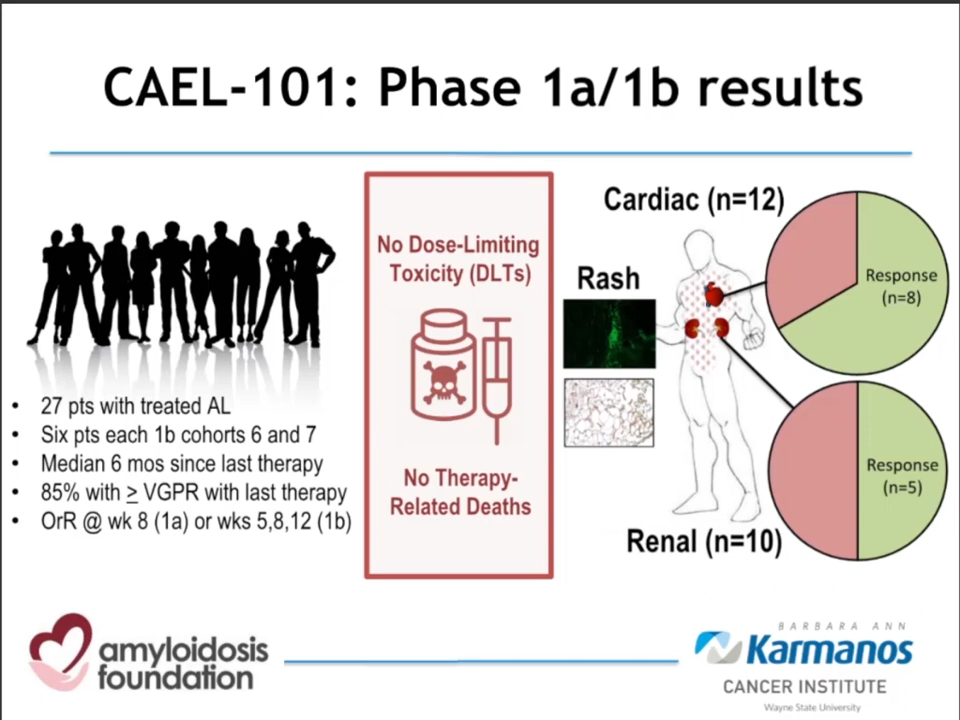 CAEL-101: Phase 1a/1b results
• 27 pts with treated AL
• Six pts each 1b cohorts 6 and 7
• Median 6 mos since last therapy
• 85% with ≥ VGPR with last therapy
• OrR @ wk 8 (1a) or wks 5,8,12 (1b)
No Dose-Limiting
Toxicity (DLTs)
No Therapy-
Related Deaths
Cardiac (n=12)
Rash
Response
(n=8)
Response
(n=5)
Renal (n=10)
amyloidosis
foundation
BARBARA ANN
Karmanos
CANCER INSTITUTE
Wayne State University